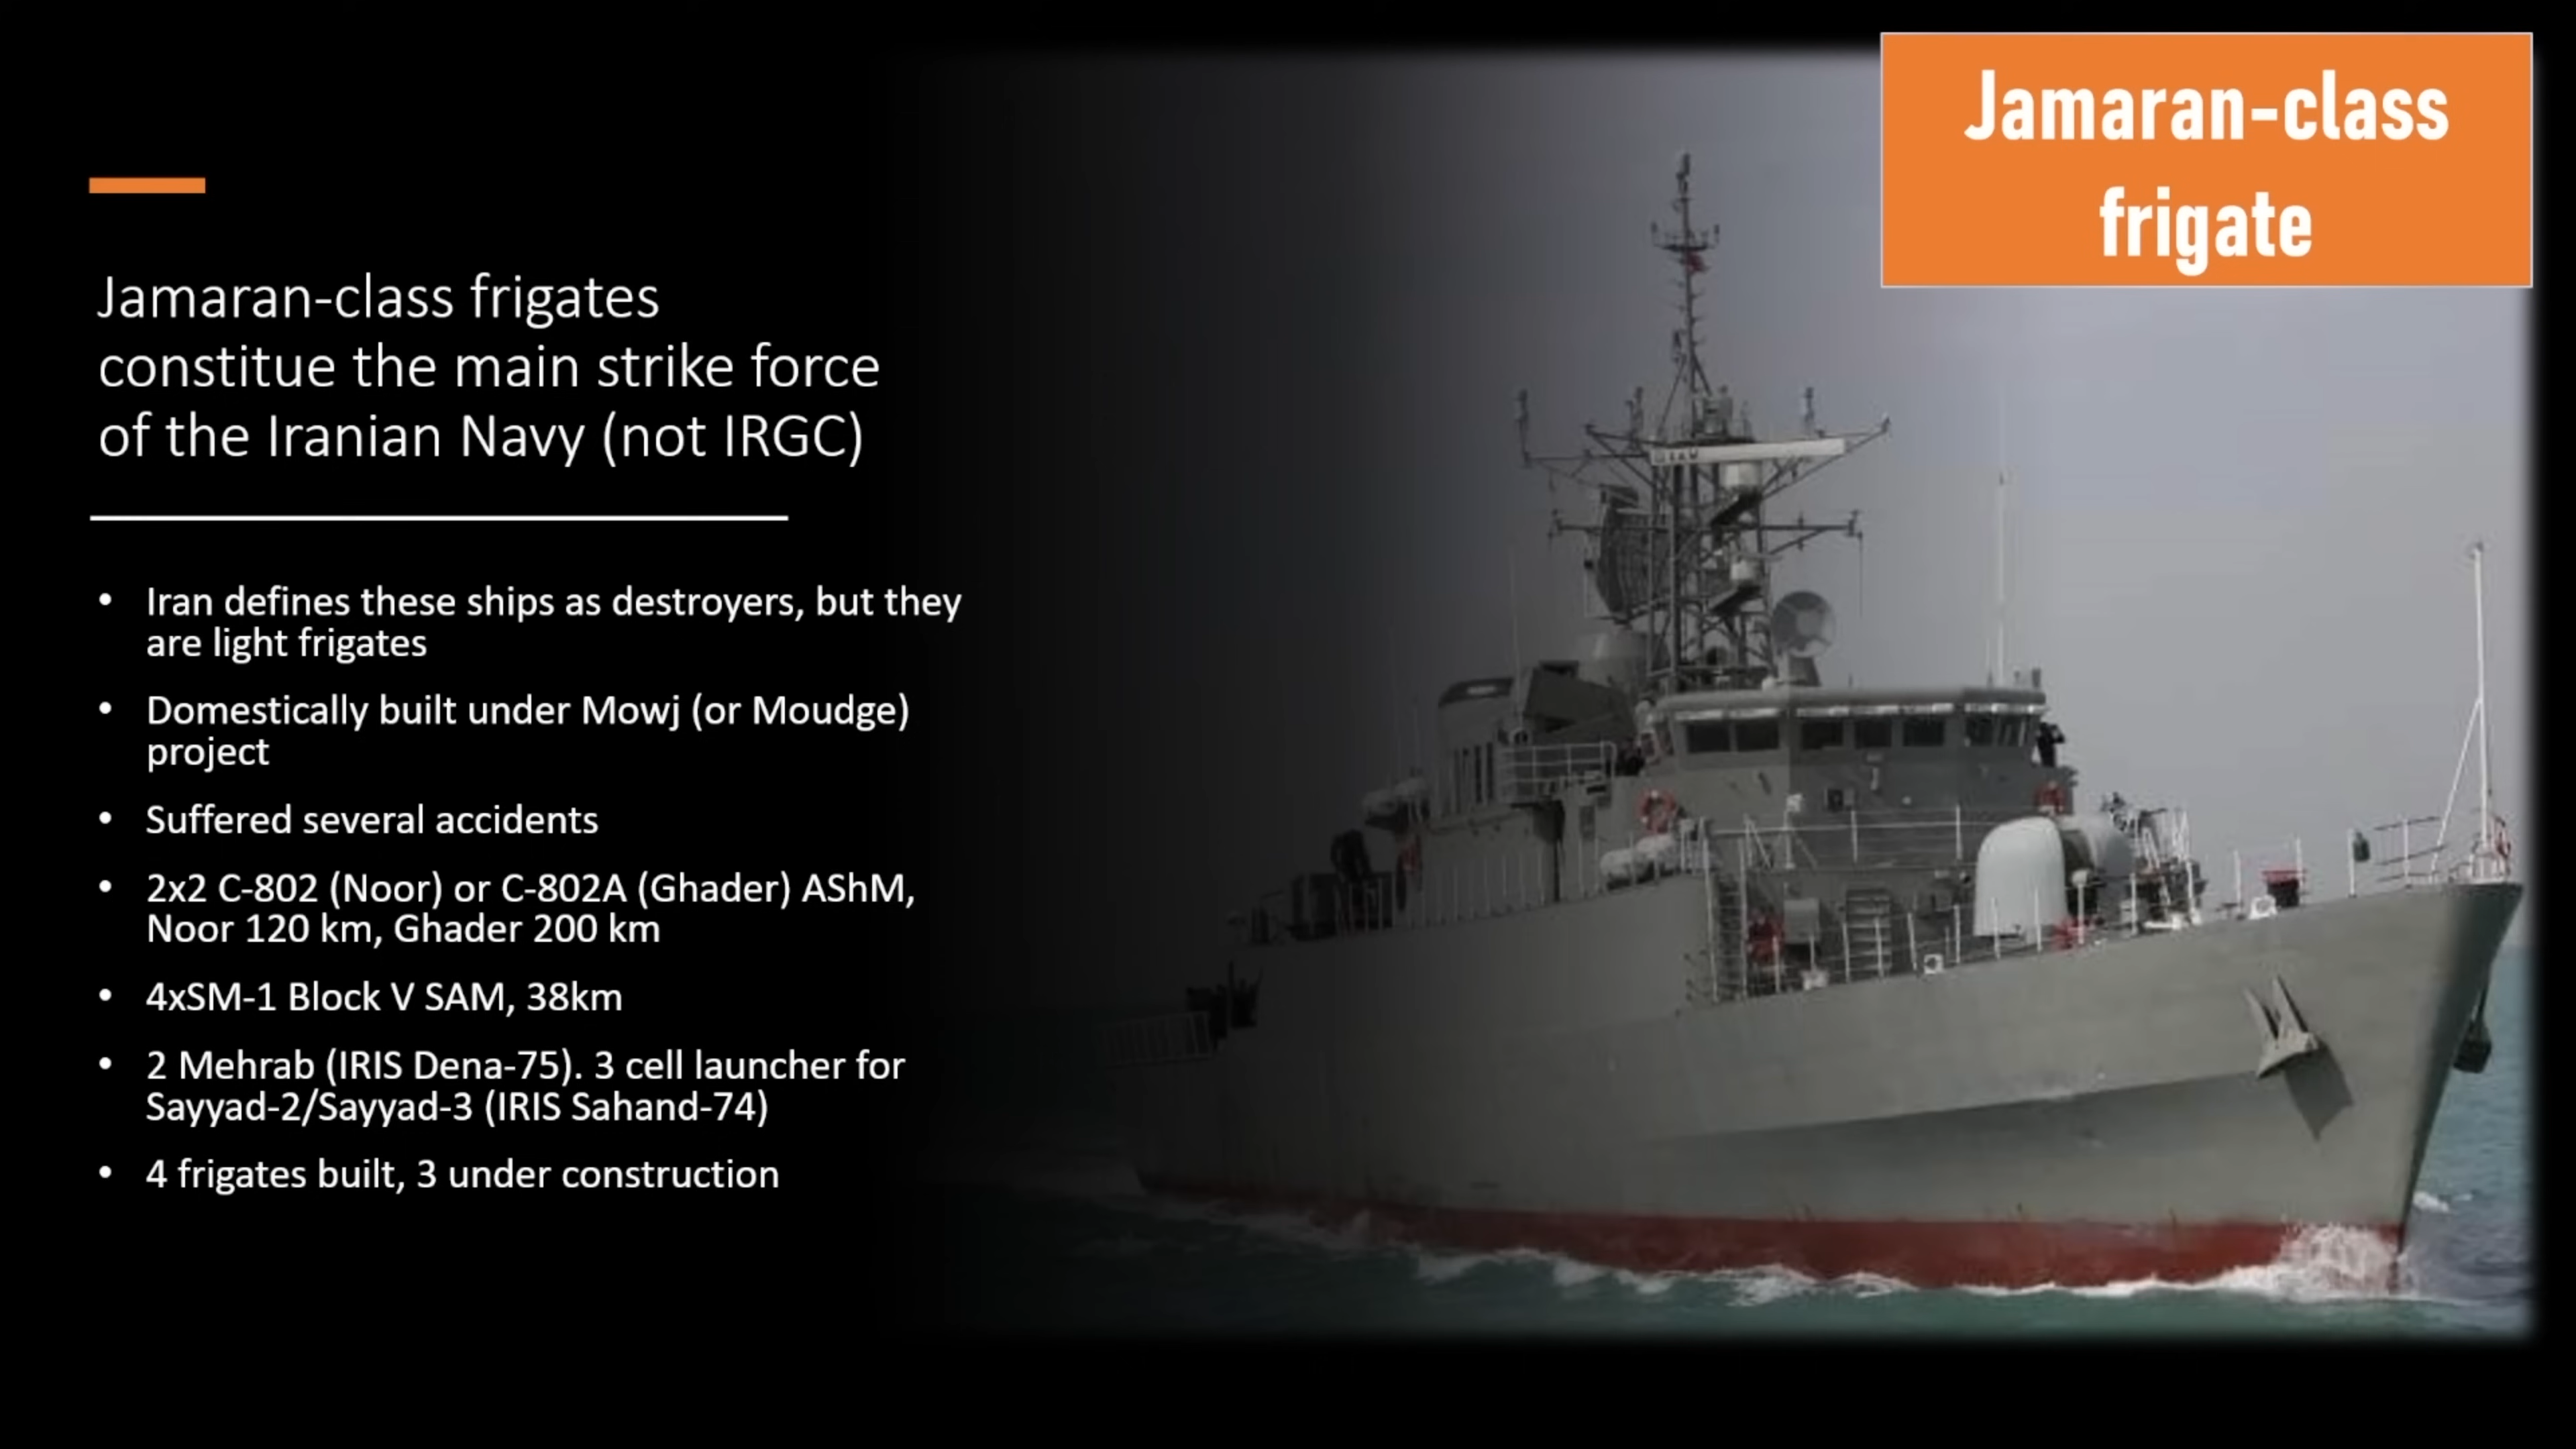 Jamaran-class
frigate
Jamaran-class frigates
constitue the main strike force
of the Iranian Navy (not IRGC)
• Iran defines these ships as destroyers, but they
are light frigates
• Domestically built under Mowj (or Moudge)
project
• Suffered several accidents
• 2x2 C-802 (Noor) or C-802A (Ghader) AShM,
Noor 120 km, Ghader 200 km
• 4xSM-1 Block V SAM, 38km
• 2 Mehrab (IRIS Dena-75). 3 cell launcher for
Sayyad-2/Sayyad-3 (IRIS Sahand-74)
• 4 frigates built, 3 under construction